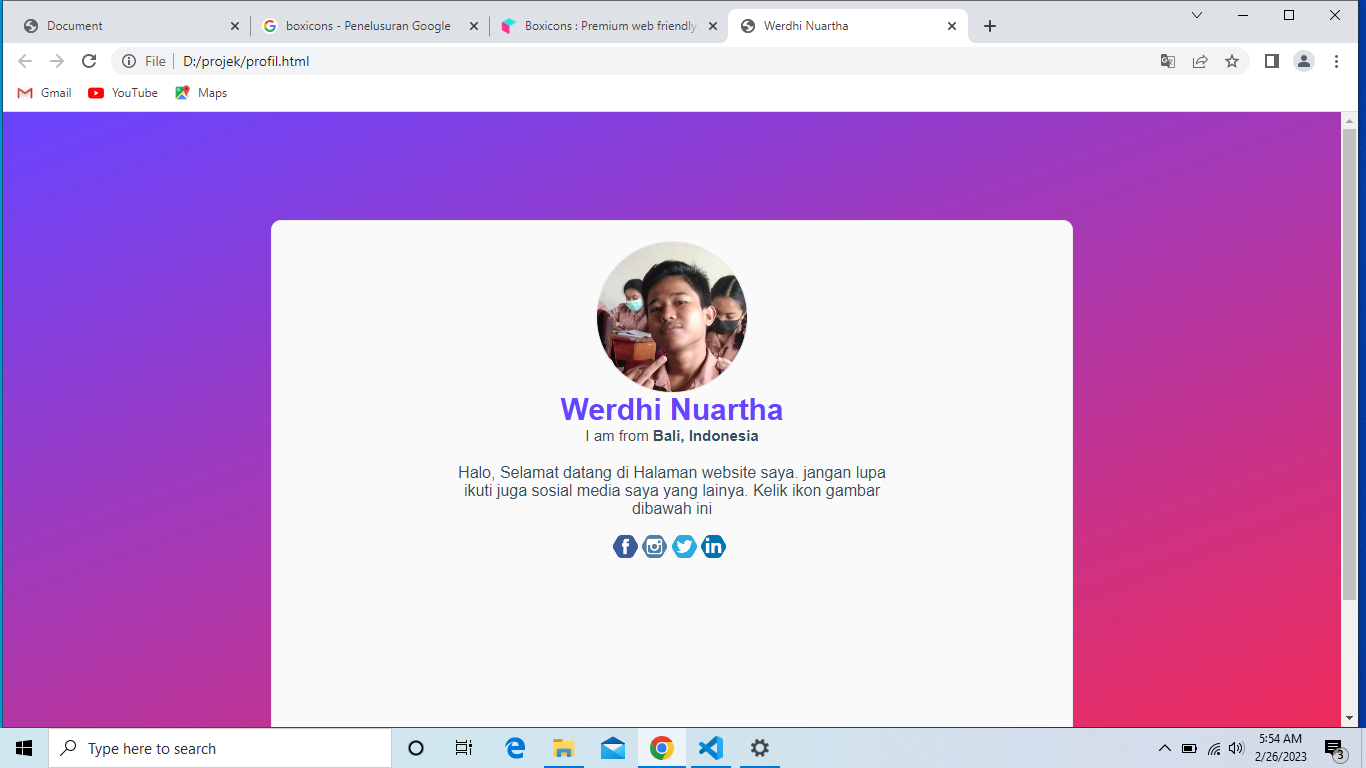 Document
boxicons - Penelusuran Google
Boxicons : Premium web friendly
Werdhi Nuartha
File
D:/projek/profil.html
Gmail
YouTube
Maps
Werdhi Nuartha
I am from Bali, Indonesia
Halo, Selamat datang di Halaman website saya. jangan lupa
ikuti juga sosial media saya yang lainya. Kelik ikon gambar
dibawah ini
Type here to search
5:54 AM
2/26/2023
3